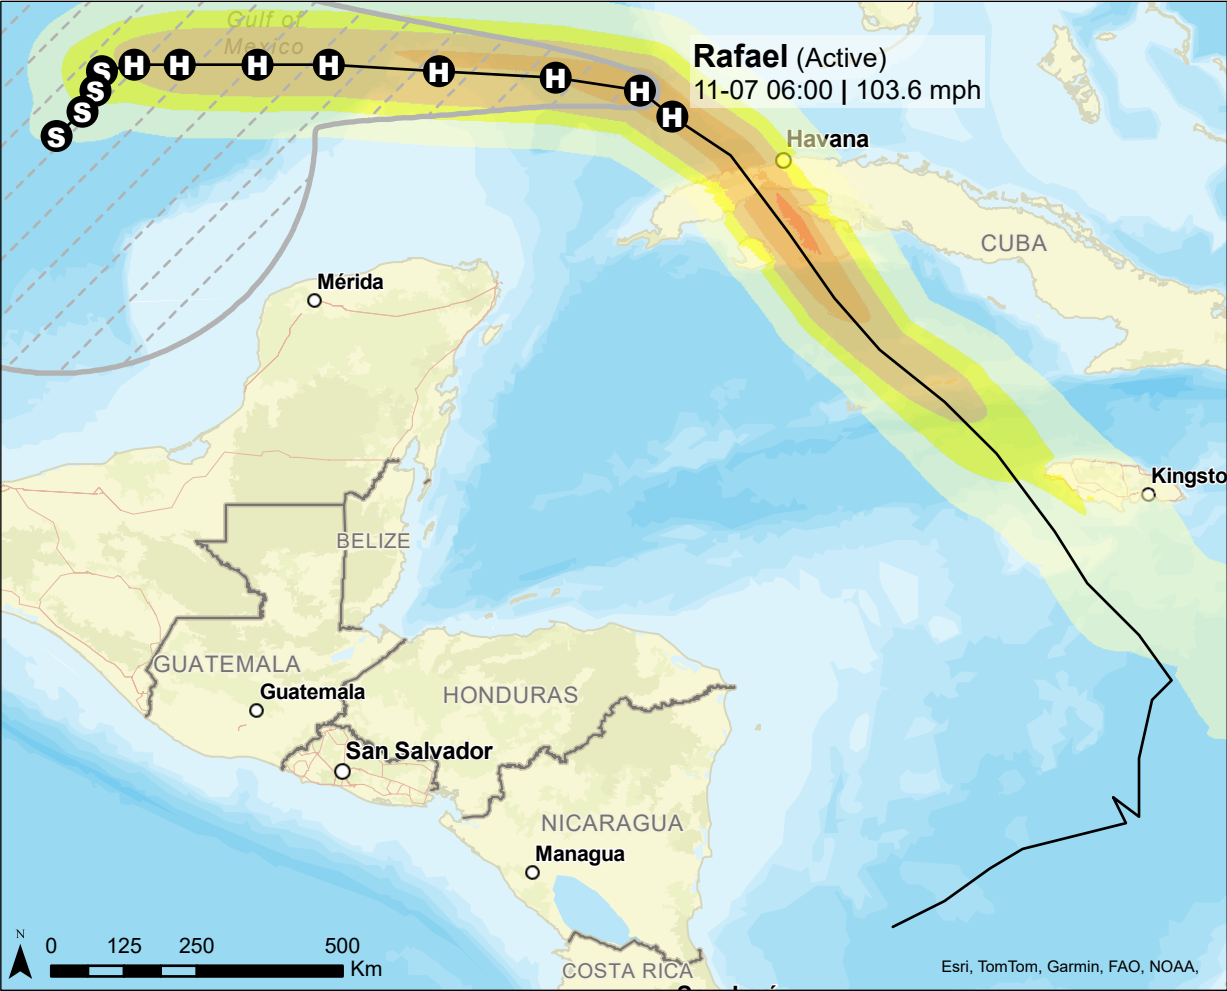 Gulf of
Mexico
Rafael (Active)
11-07 06:00 | 103.6 mph
Havana
CUBA
Mérida
Kingsto
BELIZE
GUATEMALA
Guatemala
HONDURAS
San Salvador
NICARAGUA
Managua
COSTA RICA
S
S
S
S
H
H
H
H
H
H
H
H
N
0 125 250 500
Km
Esri, TomTom, Garmin, FAO, NOAA,